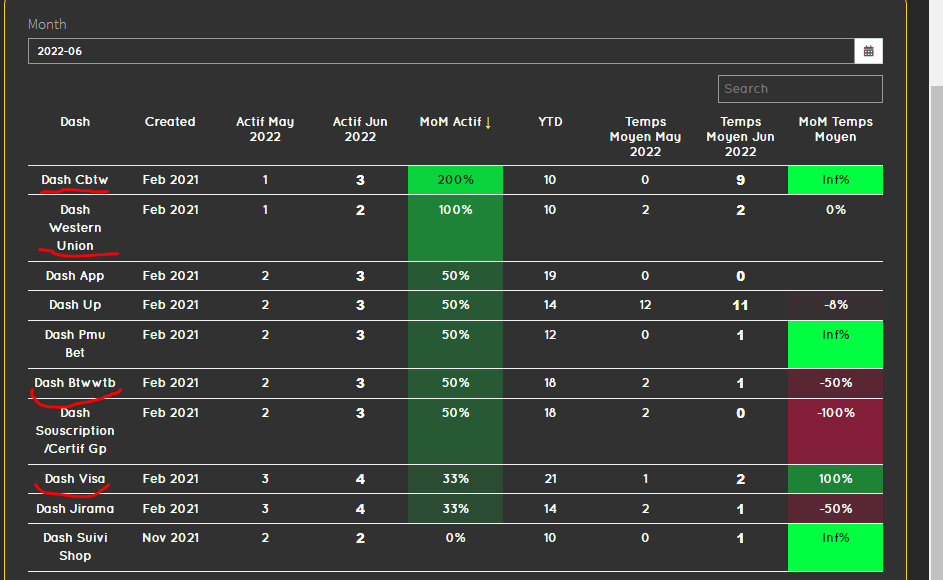 Month
2022-06
Search
Dash Created Actif May 2022 Actif Jun 2022 MoM Actif ↓ YTD Temps Moyen May 2022 Temps Moyen Jun 2022 MoM Temps Moyen
Dash Cbtw Feb 2021 1 3 200% 10 0 9 Inf%
Dash Western Union Feb 2021 1 2 100% 10 2 2 0%
Dash App Feb 2021 2 3 50% 19 0 0
Dash Up Feb 2021 2 3 50% 14 12 11 -8%
Dash Pmu Bet Feb 2021 2 3 50% 12 0 1 Inf%
Dash Btwwtb Feb 2021 2 3 50% 18 2 1 -50%
Dash Souscription /Certif Gp Feb 2021 2 3 50% 18 2 0 -100%
Dash Visa Feb 2021 3 4 33% 21 1 2 100%
Dash Jirama Feb 2021 3 4 33% 14 2 1 -50%
Dash Suivi Shop Nov 2021 2 2 0% 10 0 1 Inf%